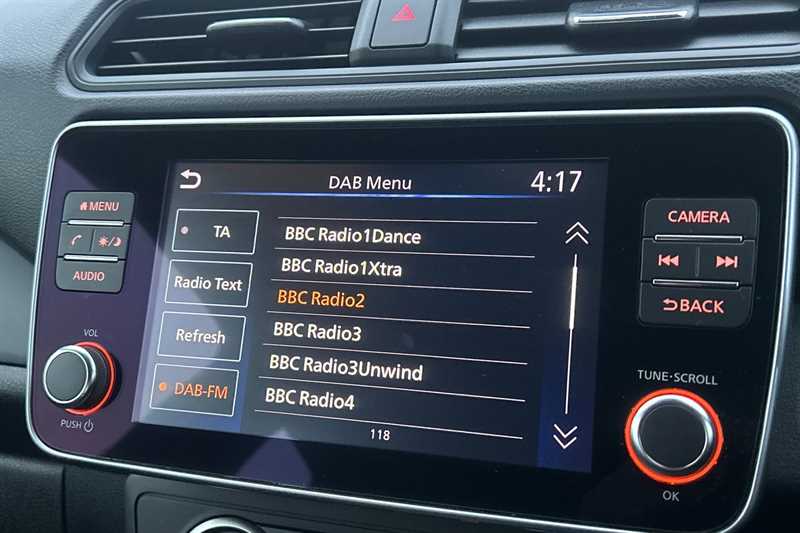 DAB Menu 4:17
MENU
AUDIO
VOL
PUSH
TA
Radio Text
Refresh
DAB-FM
BBC Radio1Dance
BBC Radio1Xtra
BBC Radio2
BBC Radio3
BBC Radio3Unwind
BBC Radio4
118
CAMERA
BACK
TUNE·SCROLL
OK